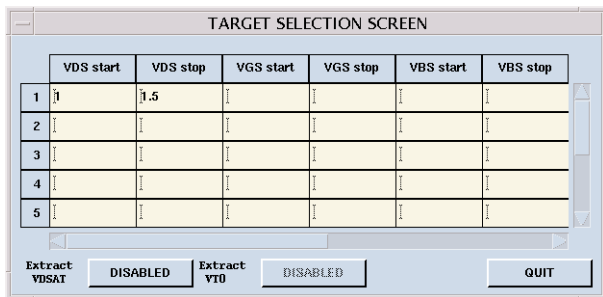 TARGET SELECTION SCREEN
VDS start VDS stop VGS start VGS stop VBS start VBS stop
1 1 1.5
2
3
4
5
Extract VDSAT DISABLED Extract VTO DISABLED QUIT